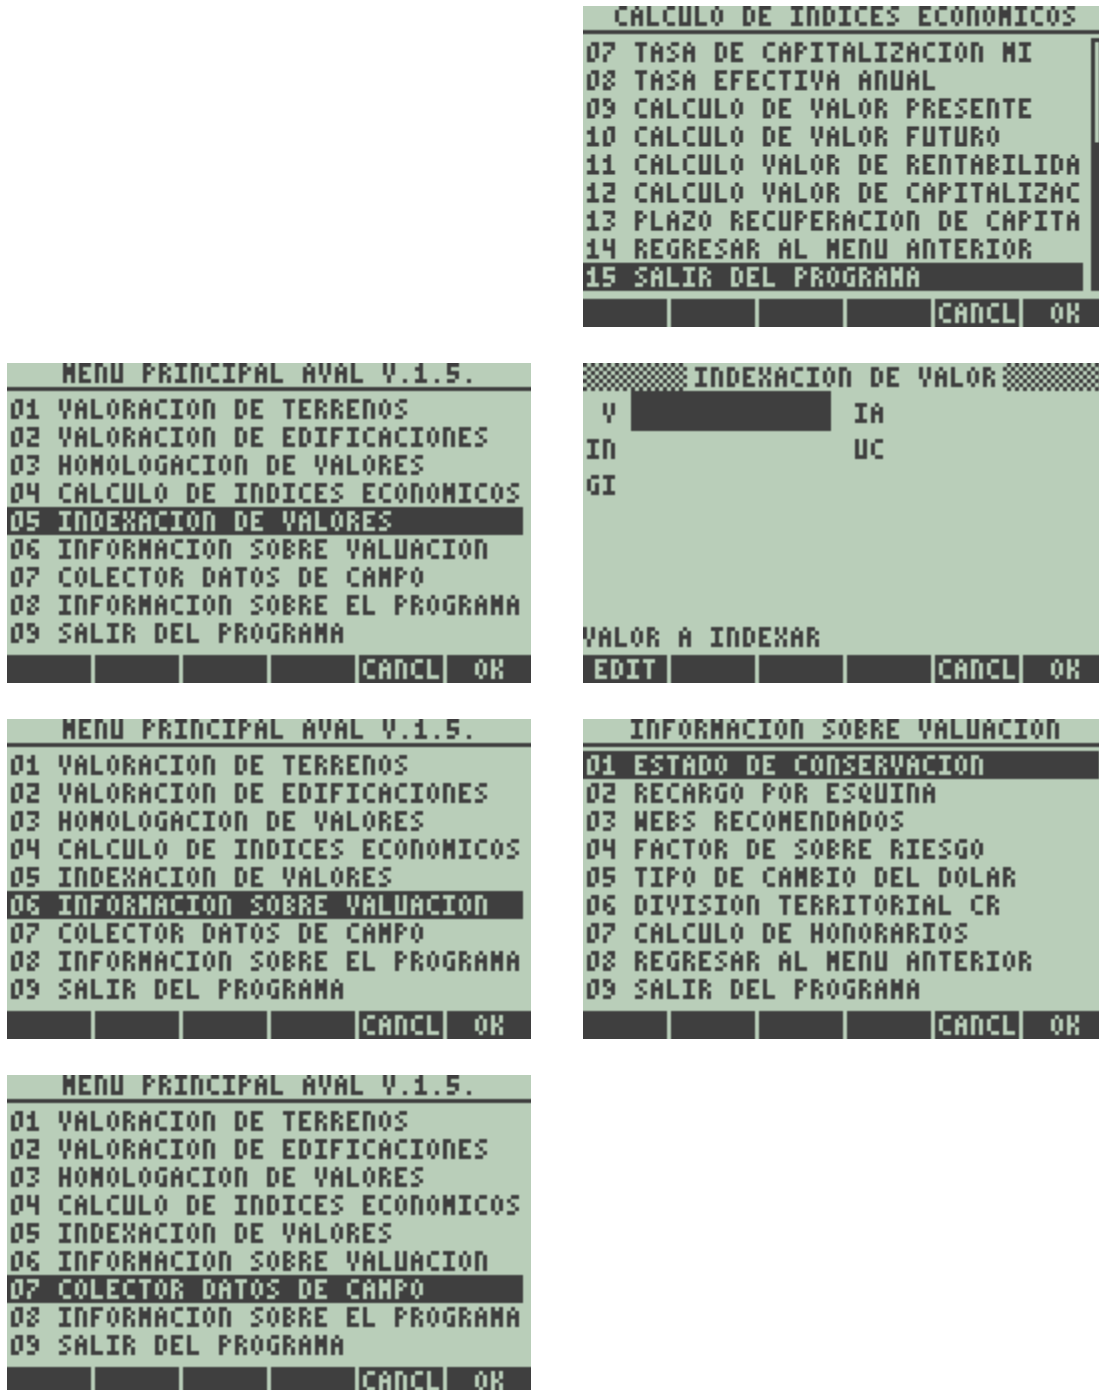 CALCULO DE INDICES ECONOMICOS
07 TASA DE CAPITALIZACION MI
08 TASA EFECTIVA ANUAL
09 CALCULO DE VALOR PRESENTE
10 CALCULO DE VALOR FUTURO
11 CALCULO VALOR DE RENTABILIDA
12 CALCULO VALOR DE CAPITALIZAC
13 PLAZO RECUPERACION DE CAPITA
14 REGRESAR AL MENU ANTERIOR
15 SALIR DEL PROGRAMA
CANCL OK
MENU PRINCIPAL AVAL V.1.5.
01 VALORACION DE TERRENOS
02 VALORACION DE EDIFICACIONES
03 HOMOLOGACION DE VALORES
04 CALCULO DE INDICES ECONOMICOS
05 INDEXACION DE VALORES
06 INFORMACION SOBRE VALUACION
07 COLECTOR DATOS DE CAMPO
08 INFORMACION SOBRE EL PROGRAMA
09 SALIR DEL PROGRAMA
CANCL OK
INDEXACION DE VALOR
V IA
IN UC
GI
VALOR A INDEXAR
EDIT CANCL OK
MENU PRINCIPAL AVAL V.1.5.
01 VALORACION DE TERRENOS
02 VALORACION DE EDIFICACIONES
03 HOMOLOGACION DE VALORES
04 CALCULO DE INDICES ECONOMICOS
05 INDEXACION DE VALORES
06 INFORMACION SOBRE VALUACION
07 COLECTOR DATOS DE CAMPO
08 INFORMACION SOBRE EL PROGRAMA
09 SALIR DEL PROGRAMA
CANCL OK
INFORMACION SOBRE VALUACION
01 ESTADO DE CONSERVACION
02 RECARGO POR ESQUINA
03 WEBS RECOMENDADOS
04 FACTOR DE SOBRE RIESGO
05 TIPO DE CAMBIO DEL DOLAR
06 DIVISION TERRITORIAL CR
07 CALCULO DE HONORARIOS
08 REGRESAR AL MENU ANTERIOR
09 SALIR DEL PROGRAMA
CANCL OK
MENU PRINCIPAL AVAL V.1.5.
01 VALORACION DE TERRENOS
02 VALORACION DE EDIFICACIONES
03 HOMOLOGACION DE VALORES
04 CALCULO DE INDICES ECONOMICOS
05 INDEXACION DE VALORES
06 INFORMACION SOBRE VALUACION
07 COLECTOR DATOS DE CAMPO
08 INFORMACION SOBRE EL PROGRAMA
09 SALIR DEL PROGRAMA
CANCL OK